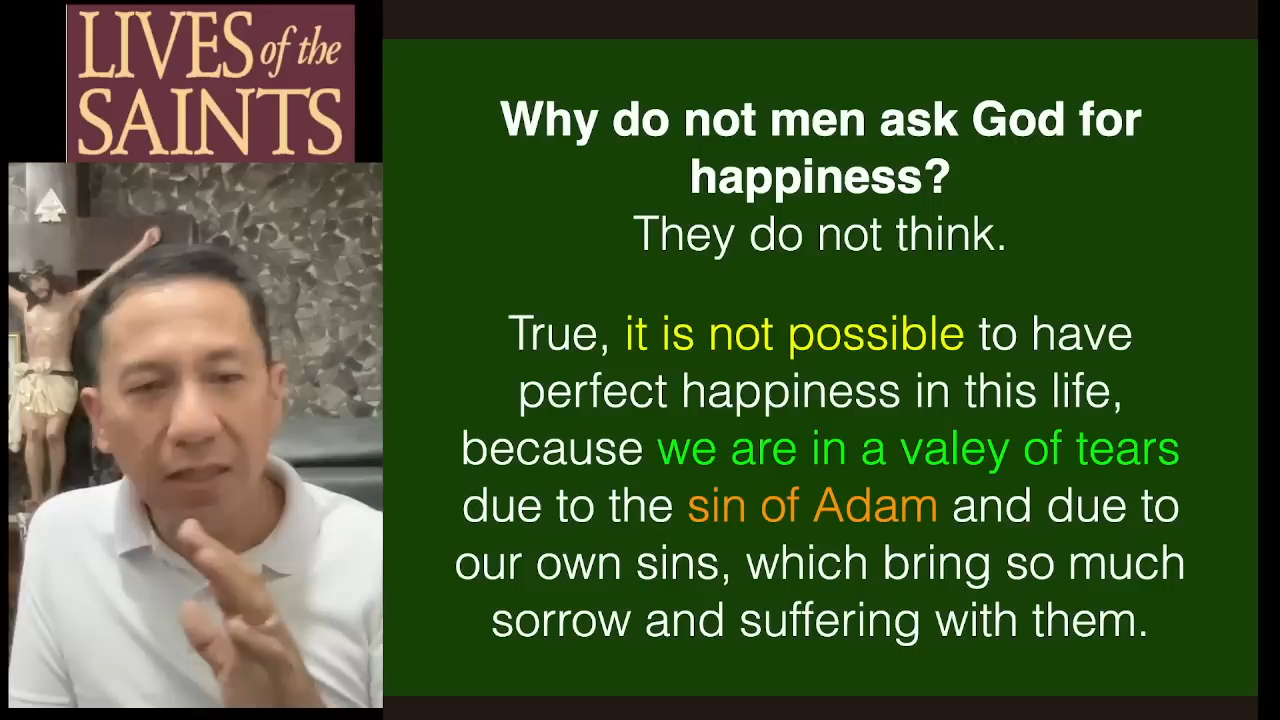 LIVES of the
SAINTS
Why do not men ask God for
happiness?
They do not think.
True, it is not possible to have
perfect happiness in this life,
because we are in a valey of tears
due to the sin of Adam and due to
our own sins, which bring so much
sorrow and suffering with them.